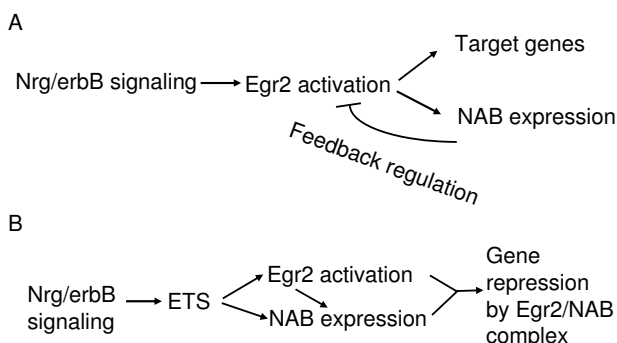 A
Target genes
Nrg/erbB signaling
Egr2 activation
NAB expression
Feedback regulation
B
Gene
repression
by Egr2/NAB
complex
Egr2 activation
Nrg/erbB
signaling
ETS
NAB expression